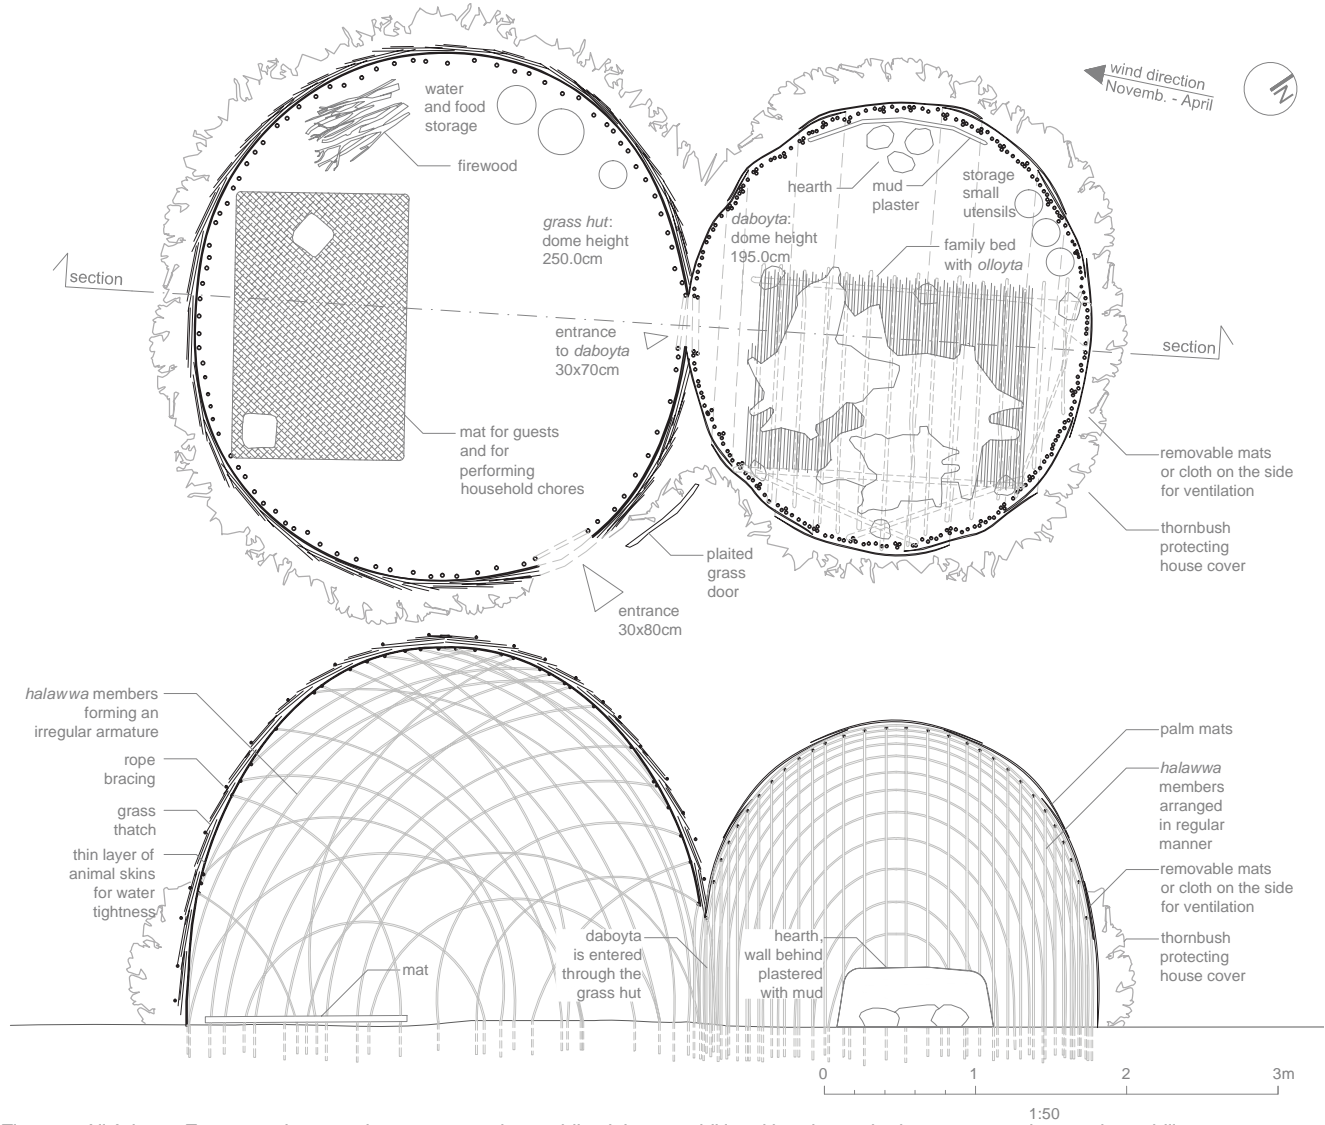 water
and food
storage
firewood
wind direction
Novemb. - April
N
grass hut:
dome height
250.0cm
hearth
mud
plaster
storage
small
utensils
daboyta:
dome height
195.0cm
family bed
with olloyta
section
section
entrance
to daboyta
30x70cm
mat for guests
and for
performing
household chores
removable mats
or cloth on the side
for ventilation
thornbush
protecting
house cover
plaited
grass
door
entrance
30x80cm
halawwa members
forming an
irregular armature
rope
bracing
grass
thatch
thin layer of
animal skins
for water
tightness
mat
daboyta
is entered
through the
grass hut
hearth,
wall behind
plastered
with mud
palm mats
halawwa
members
arranged
in regular
manner
removable mats
or cloth on the side
for ventilation
thornbush
protecting
house cover
0 1 2 3m
1:50